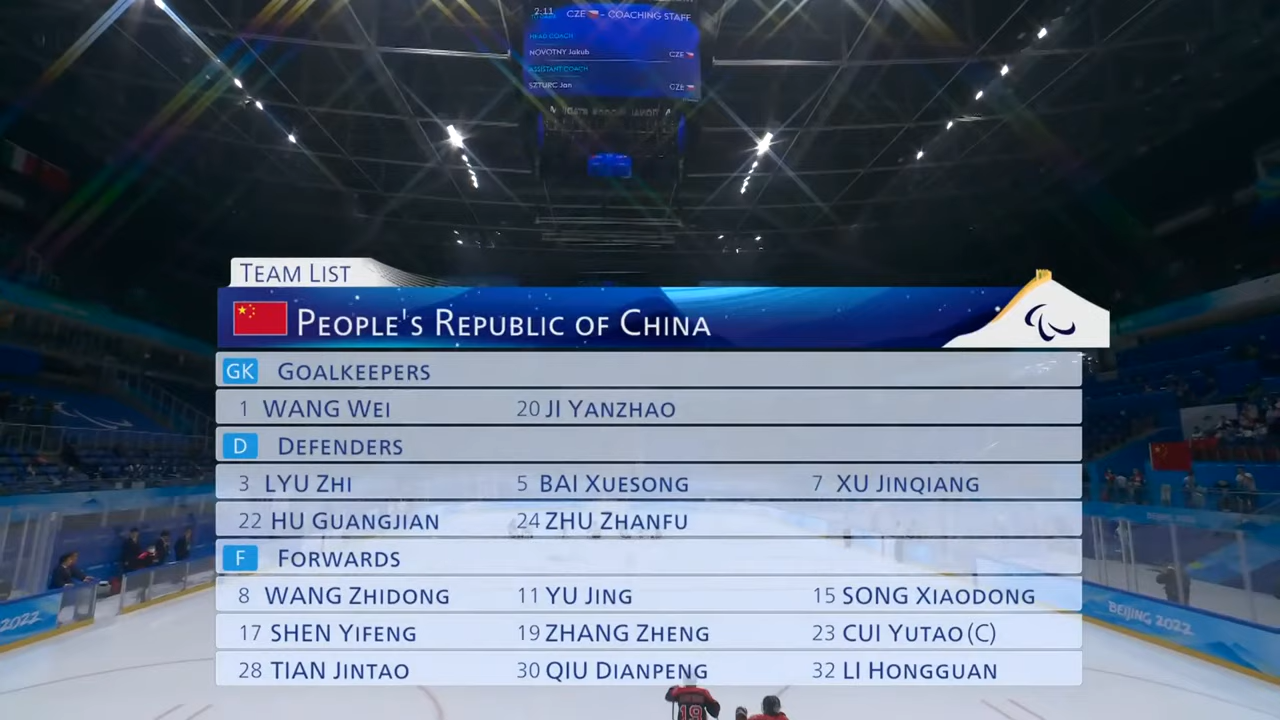 2:11 CZE - COACHING STAFF
HEAD COACH
NOVOTNY Jakub CZE
ASSISTANT COACH
SZTURC Jan CZE
TEAM LIST
PEOPLE'S REPUBLIC OF CHINA
GK GOALKEEPERS
1 WANG WEI 20 JI YANZHAO
D DEFENDERS
3 LYU ZHI 5 BAI XUESONG 7 XU JINQIANG
22 HU GUANGJIAN 24 ZHU ZHANFU
F FORWARDS
8 WANG ZHIDONG 11 YU JING 15 SONG XIAODONG
17 SHEN YIFENG 19 ZHANG ZHENG 23 CUI YUTAO (C)
28 TIAN JINTAO 30 QIU DIANPENG 32 LI HONGGUAN
2022
BEIJING 2022
19